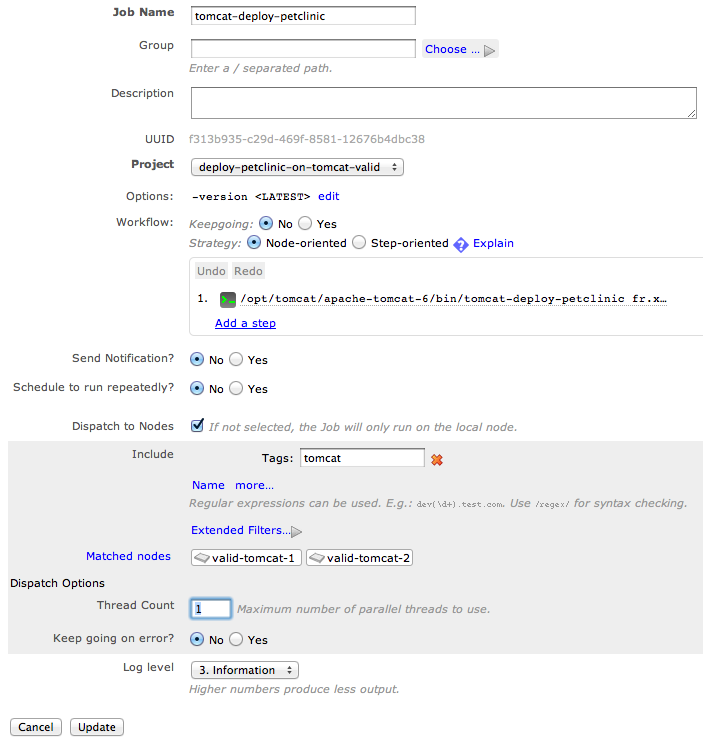 Job Name tomcat-deploy-petclinic
Group Choose ...
Enter a / separated path.
Description
UUID f313b935-c29d-469f-8581-12676b4dbc38
Project deploy-petclinic-on-tomcat-valid
Options: -version <LATEST> edit
Workflow: Keepgoing: No Yes
Strategy: Node-oriented Step-oriented ? Explain
Undo Redo
1. >_ /opt/tomcat/apache-tomcat-6/bin/tomcat-deploy-petclinic fr.x…
Add a step
Send Notification? No Yes
Schedule to run repeatedly? No Yes
Dispatch to Nodes If not selected, the Job will only run on the local node.
Include Tags: tomcat
Name more...
Regular expressions can be used. E.g.: dev(\d+).test.com. Use /regex/ for syntax checking.
Extended Filters...
Matched nodes valid-tomcat-1 valid-tomcat-2
Dispatch Options
Thread Count 1 Maximum number of parallel threads to use.
Keep going on error? No Yes
Log level 3. Information
Higher numbers produce less output.
Cancel Update